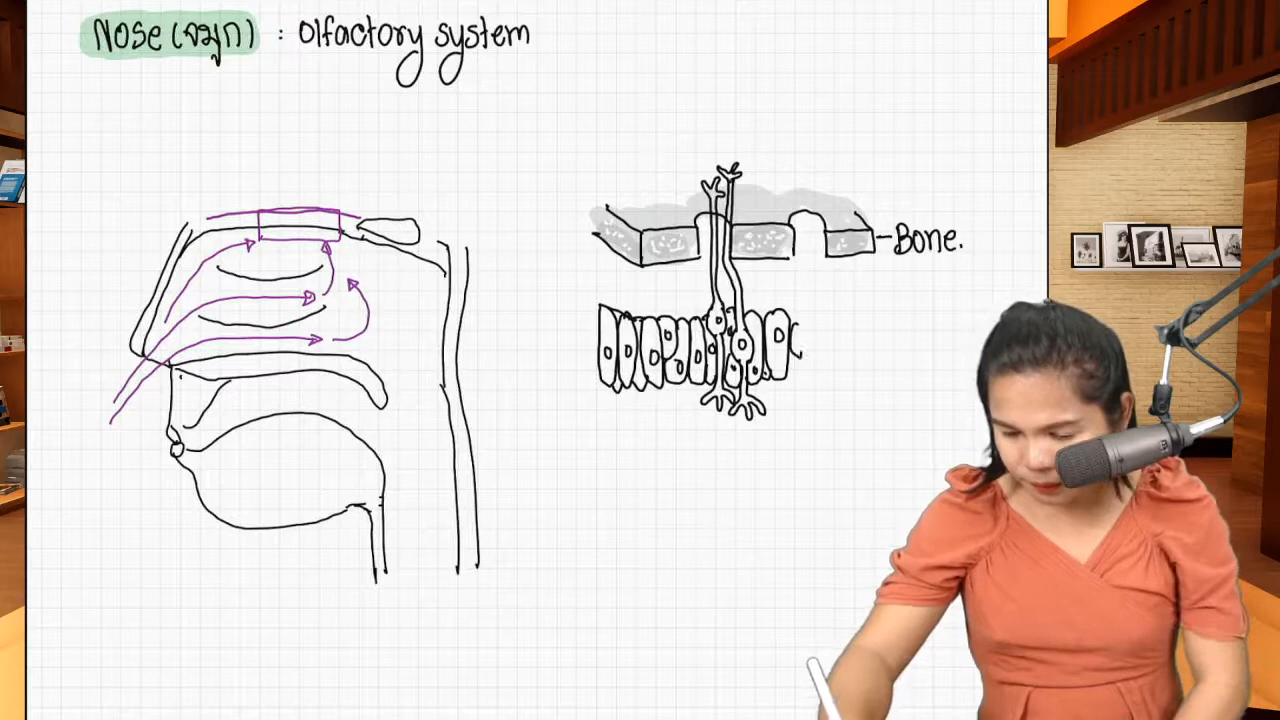 Nose (จมูก) : Olfactory system
Bone.